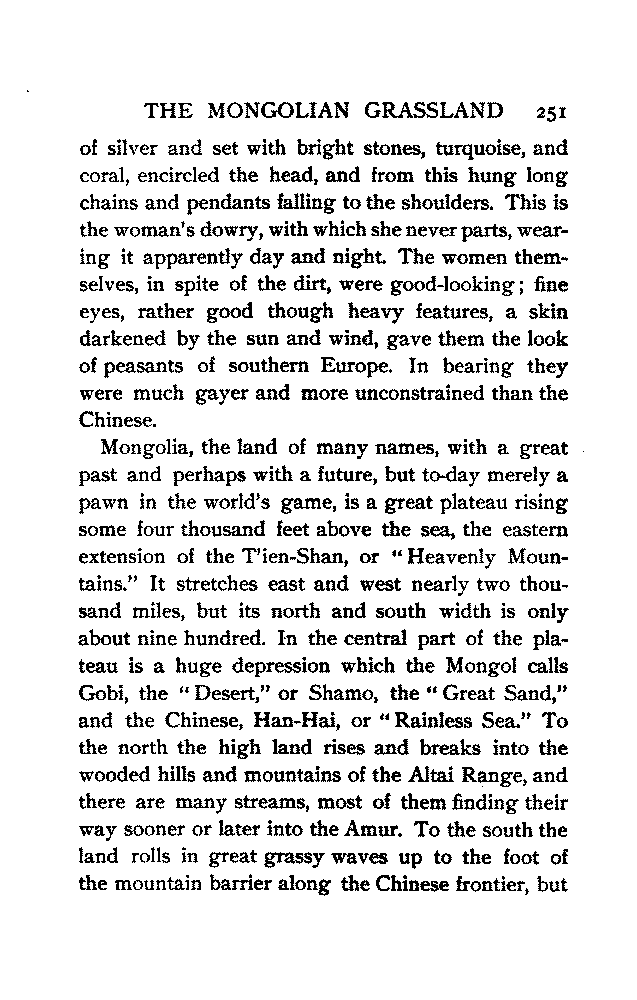 THE MONGOLIAN GRASSLAND 251
of silver and set with bright stones, turquoise, and
coral, encircled the head, and from this hung long
chains and pendants falling to the shoulders. This is
the woman's dowry, with which she never parts, wear-
ing it apparently day and night. The women them-
selves, in spite of the dirt, were good-looking; fine
eyes, rather good though heavy features, a skin
darkened by the sun and wind, gave them the look
of peasants of southern Europe. In bearing they
were much gayer and more unconstrained than the
Chinese.
Mongolia, the land of many names, with a great
past and perhaps with a future, but to-day merely a
pawn in the world's game, is a great plateau rising
some four thousand feet above the sea, the eastern
extension of the T'ien-Shan, or "Heavenly Moun-
tains." It stretches east and west nearly two thou-
sand miles, but its north and south width is only
about nine hundred. In the central part of the pla-
teau is a huge depression which the Mongol calls
Gobi, the "Desert," or Shamo, the "Great Sand,"
and the Chinese, Han-Hai, or "Rainless Sea." To
the north the high land rises and breaks into the
wooded hills and mountains of the Altai Range, and
there are many streams, most of them finding their
way sooner or later into the Amur. To the south the
land rolls in great grassy waves up to the foot of
the mountain barrier along the Chinese frontier, but